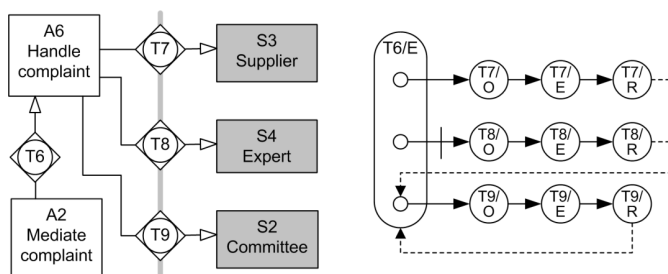 A6
Handle
complaint
T7
S3
Supplier
T6
T8
S4
Expert
A2
Mediate
complaint
T9
S2
Committee
T6/E
T7/
O
T7/
E
T7/
R
T8/
O
T8/
E
T8/
R
T9/
O
T9/
E
T9/
R